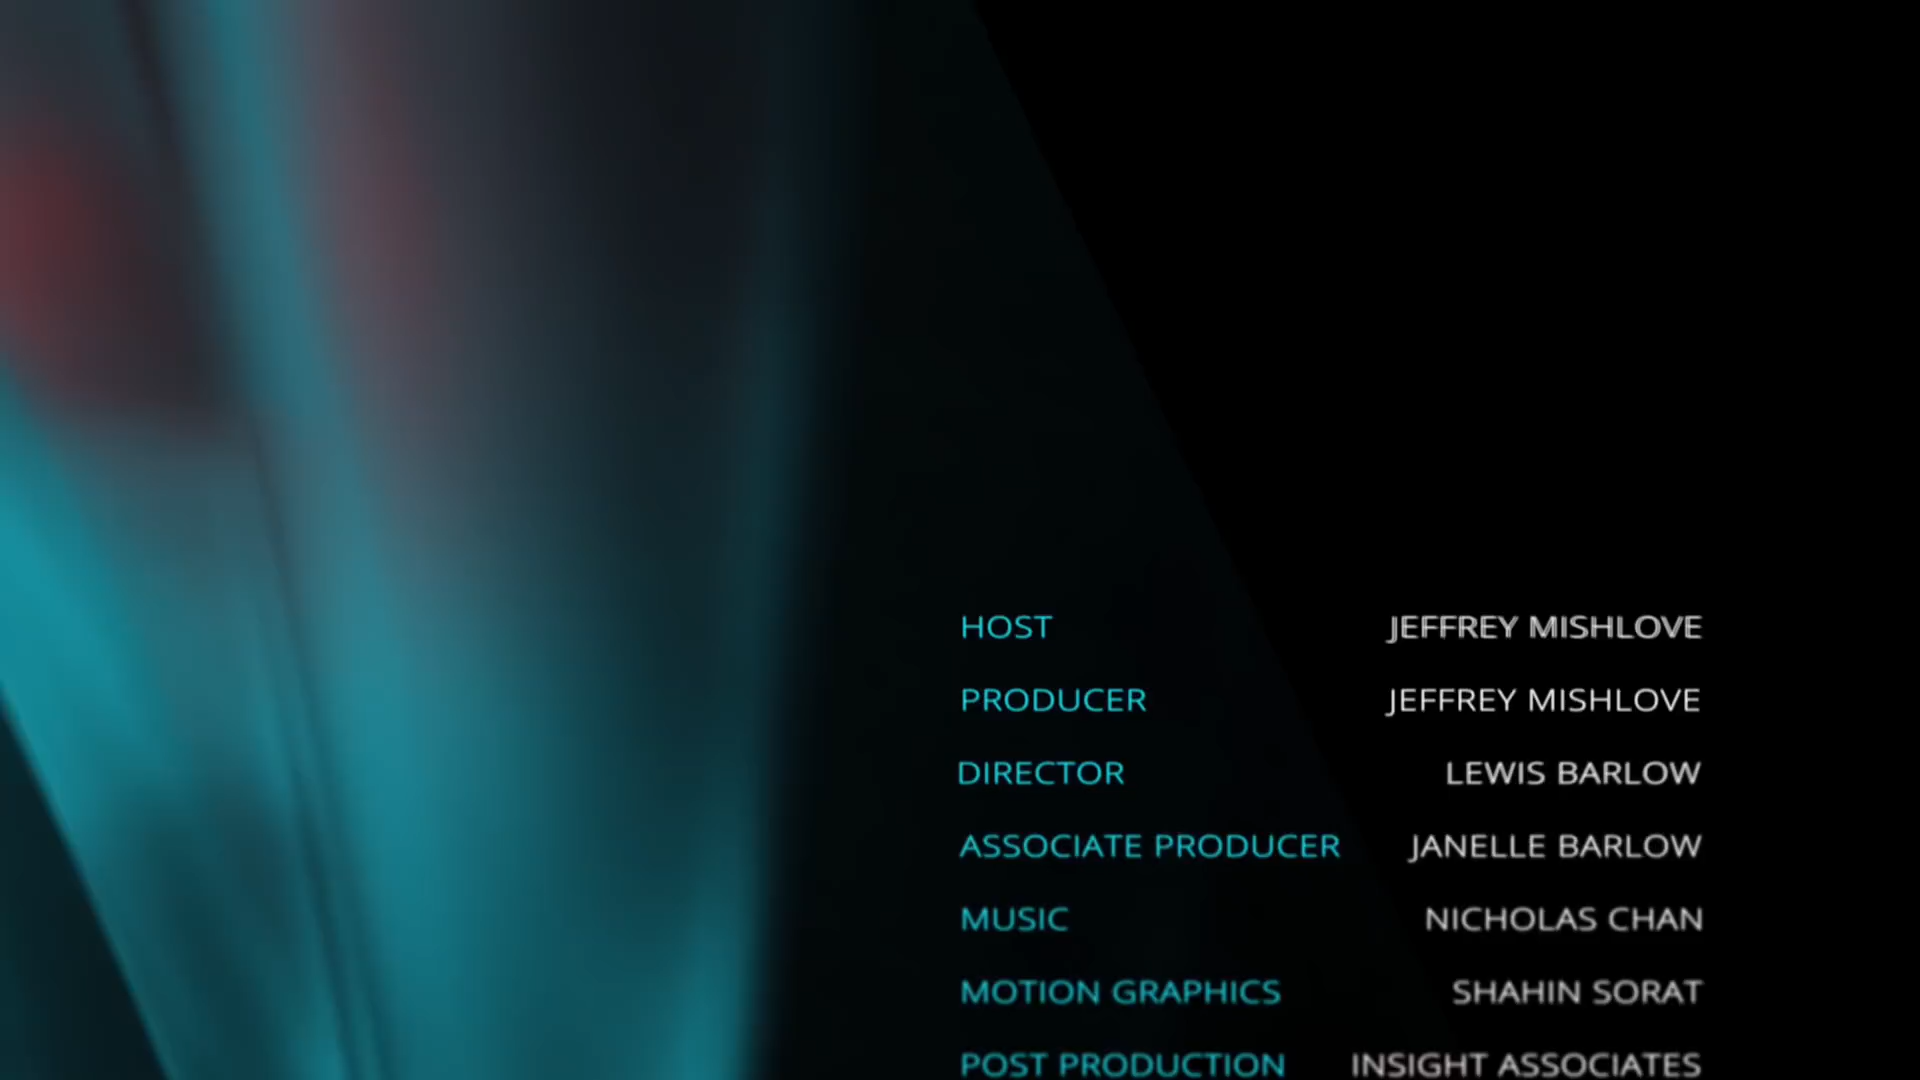 HOST JEFFREY MISHLOVE
PRODUCER JEFFREY MISHLOVE
DIRECTOR LEWIS BARLOW
ASSOCIATE PRODUCER JANELLE BARLOW
MUSIC NICHOLAS CHAN
MOTION GRAPHICS SHAHIN SORAT
POST PRODUCTION INSIGHT ASSOCIATES